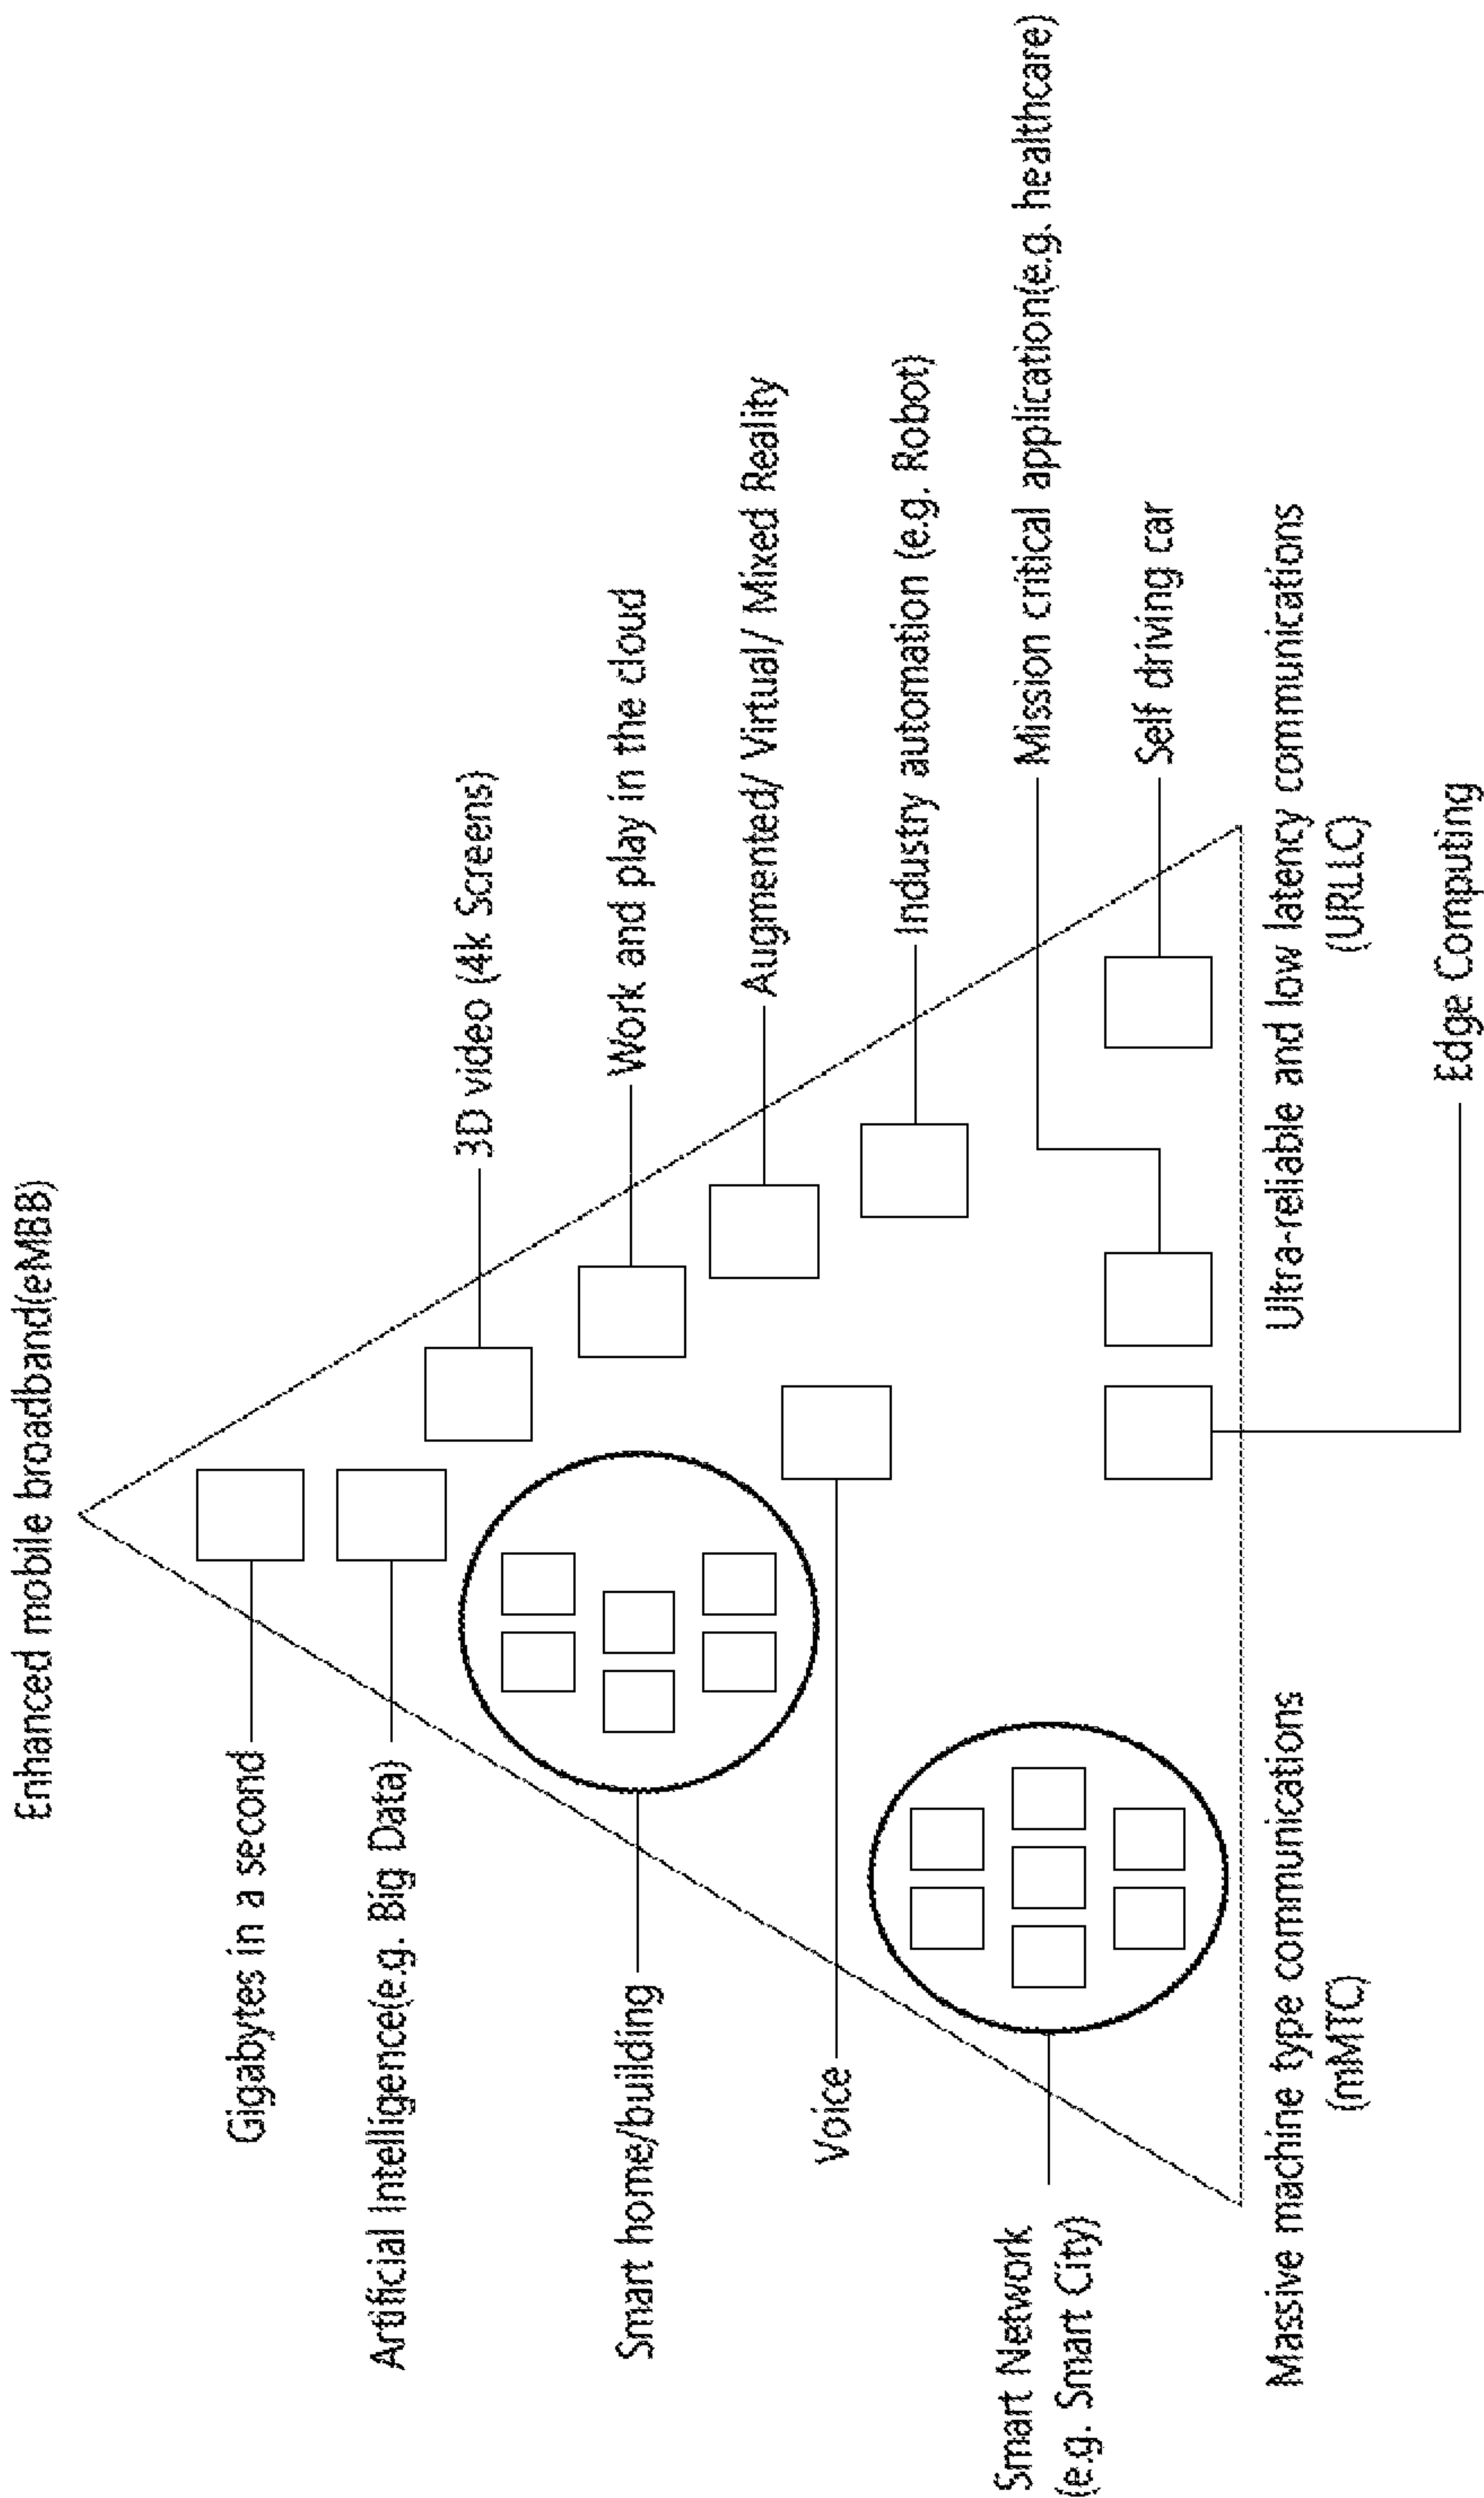 Enhanced mobile broadband(eMBB)
Gigabytes in a second
Artificial Intelligence(e.g. Big Data)
3D video (4k Screens)
Smart home/building
Work and play in the cloud
Augmented/ Virtual/ Mixed Reality
Voice
Industry automation (e.g. Robot)
Smart Network
(e.g. Smart City)
Mission critical application(e.g. healthcare)
Self driving car
Massive machine type communications
(mMTC)
Ultra-reliable and low latency communications
(URLLC)
Edge Computing